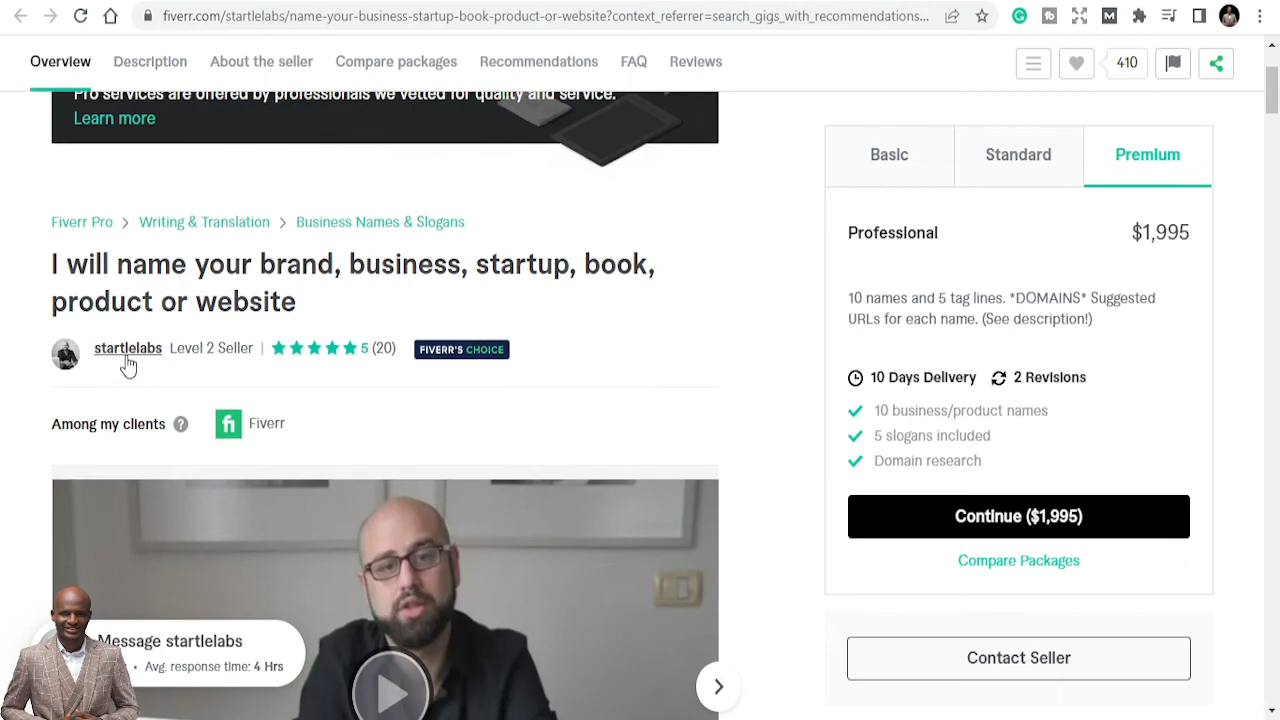 fiverr.com/startlelabs/name-your-business-startup-book-product-or-website?context_referrer=search_gigs_with_recommendations...
Overview
Description
About the seller
Compare packages
Recommendations
FAQ
Reviews
410
Pro services are offered by professionals we vetted for quality and service.
Learn more
Fiverr Pro > Writing & Translation > Business Names & Slogans
I will name your brand, business, startup, book,
product or website
startlelabs Level 2 Seller | 5 (20) FIVERR'S CHOICE
Among my clients ? fi Fiverr
Message startlelabs
• Avg. response time: 4 Hrs
Basic
Standard
Premium
Professional $1,995
10 names and 5 tag lines. *DOMAINS* Suggested
URLs for each name. (See description!)
10 Days Delivery 2 Revisions
10 business/product names
5 slogans included
Domain research
Continue ($1,995)
Compare Packages
Contact Seller